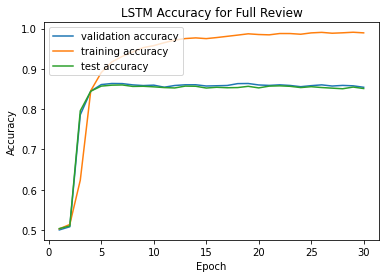 LSTM Accuracy for Full Review
validation accuracy
training accuracy
test accuracy
1.0
0.9
0.8
0.7
0.6
0.5
Accuracy
0
5
10
15
20
25
30
Epoch